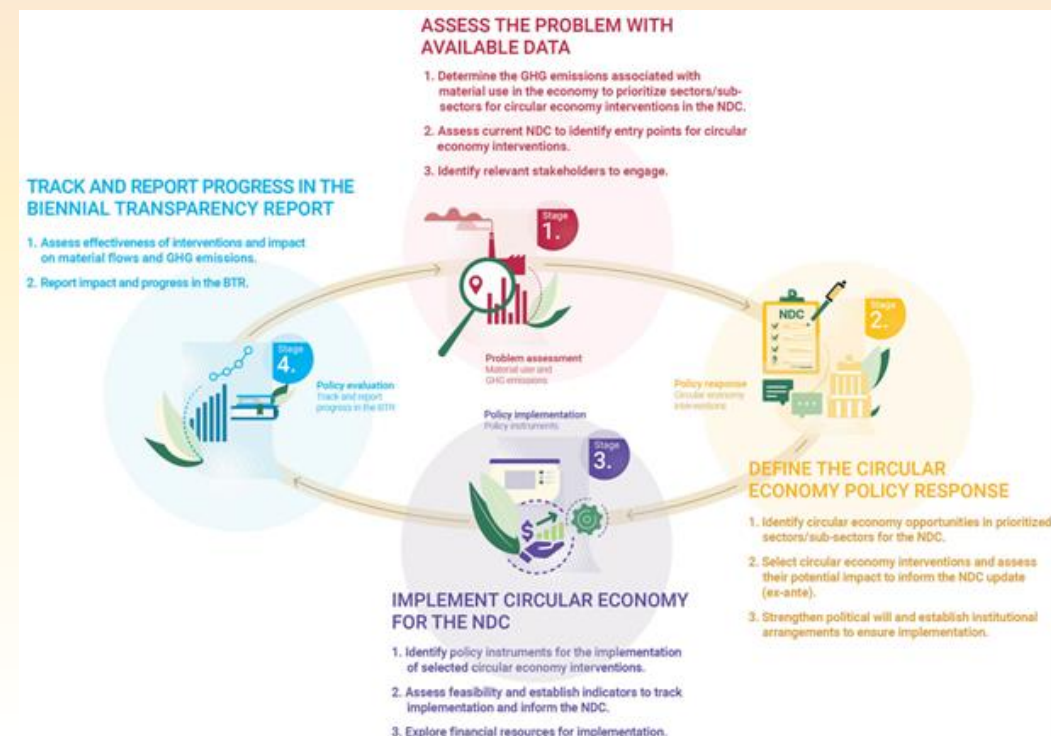 ASSESS THE PROBLEM WITH
AVAILABLE DATA
1. Determine the GHG emissions associated with
material use in the economy to prioritize sectors/sub-
sectors for circular economy interventions in the NDC.
2. Assess current NDC to identify entry points for circular
economy interventions.
3. Identify relevant stakeholders to engage.
Stage
1.
Problem assessment
Material use and
GHG emissions
NDC
Stage
2.
Policy response
Circular economy
interventions
DEFINE THE CIRCULAR
ECONOMY POLICY RESPONSE
1. Identify circular economy opportunities in prioritized
sectors/sub-sectors for the NDC.
2. Select circular economy interventions and assess
their potential impact to inform the NDC update
(ex-ante).
3. Strengthen political will and establish institutional
arrangements to ensure implementation.
Policy implementation
Policy instruments
Stage
3.
$
IMPLEMENT CIRCULAR ECONOMY
FOR THE NDC
1. Identify policy instruments for the implementation
of selected circular economy interventions.
2. Assess feasibility and establish indicators to track
implementation and inform the NDC.
3. Explore financial resources for implementation.
TRACK AND REPORT PROGRESS IN THE
BIENNIAL TRANSPARENCY REPORT
1. Assess effectiveness of interventions and impact
on material flows and GHG emissions.
2. Report impact and progress in the BTR.
Stage
4.
Policy evaluation
Track and report
progress in the BTR